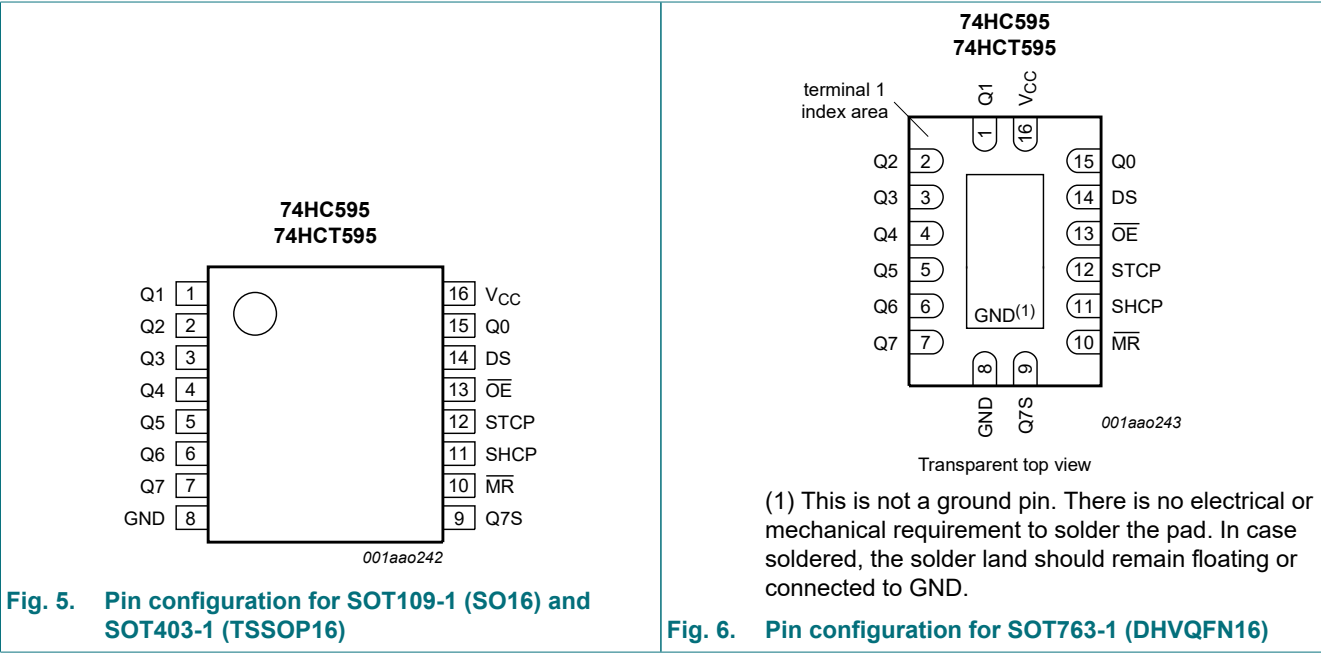 74HC595
74HCT595
Q1 1
Q2 2
Q3 3
Q4 4
Q5 5
Q6 6
Q7 7
GND 8
16 VCC
15 Q0
14 DS
13 OE
12 STCP
11 SHCP
10 MR
9 Q7S
001aao242
Fig. 5. Pin configuration for SOT109-1 (SO16) and
SOT403-1 (TSSOP16)
74HC595
74HCT595
terminal 1
index area
Q1
VCC
1
16
Q2 2
Q3 3
Q4 4
Q5 5
Q6 6
Q7 7
15 Q0
14 DS
13 OE
12 STCP
11 SHCP
10 MR
GND(1)
8
9
GND
Q7S
001aao243
Transparent top view
(1) This is not a ground pin. There is no electrical or
mechanical requirement to solder the pad. In case
soldered, the solder land should remain floating or
connected to GND.
Fig. 6. Pin configuration for SOT763-1 (DHVQFN16)